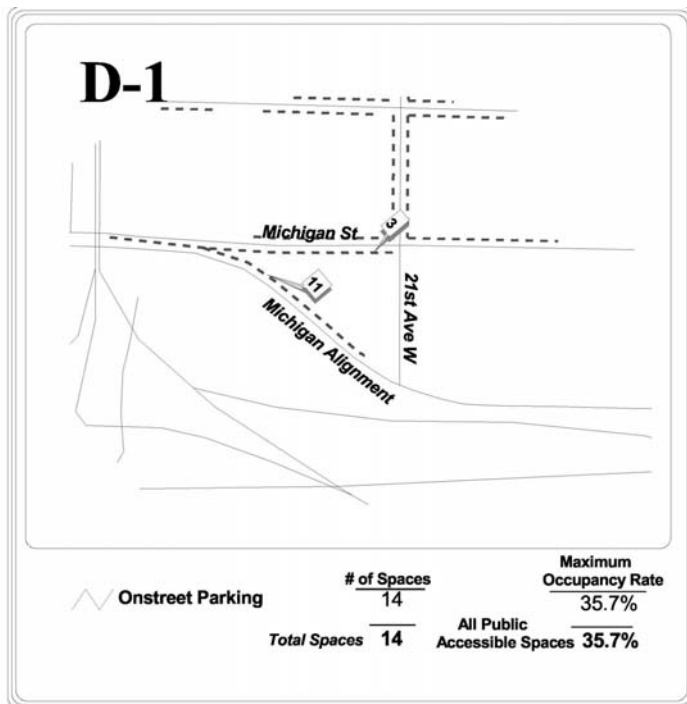 D-1
Michigan St
3
11
21st Ave W
Michigan Alignment
Onstreet Parking
# of Spaces
14
Maximum
Occupancy Rate
35.7%
Total Spaces 14
All Public
Accessible Spaces 35.7%